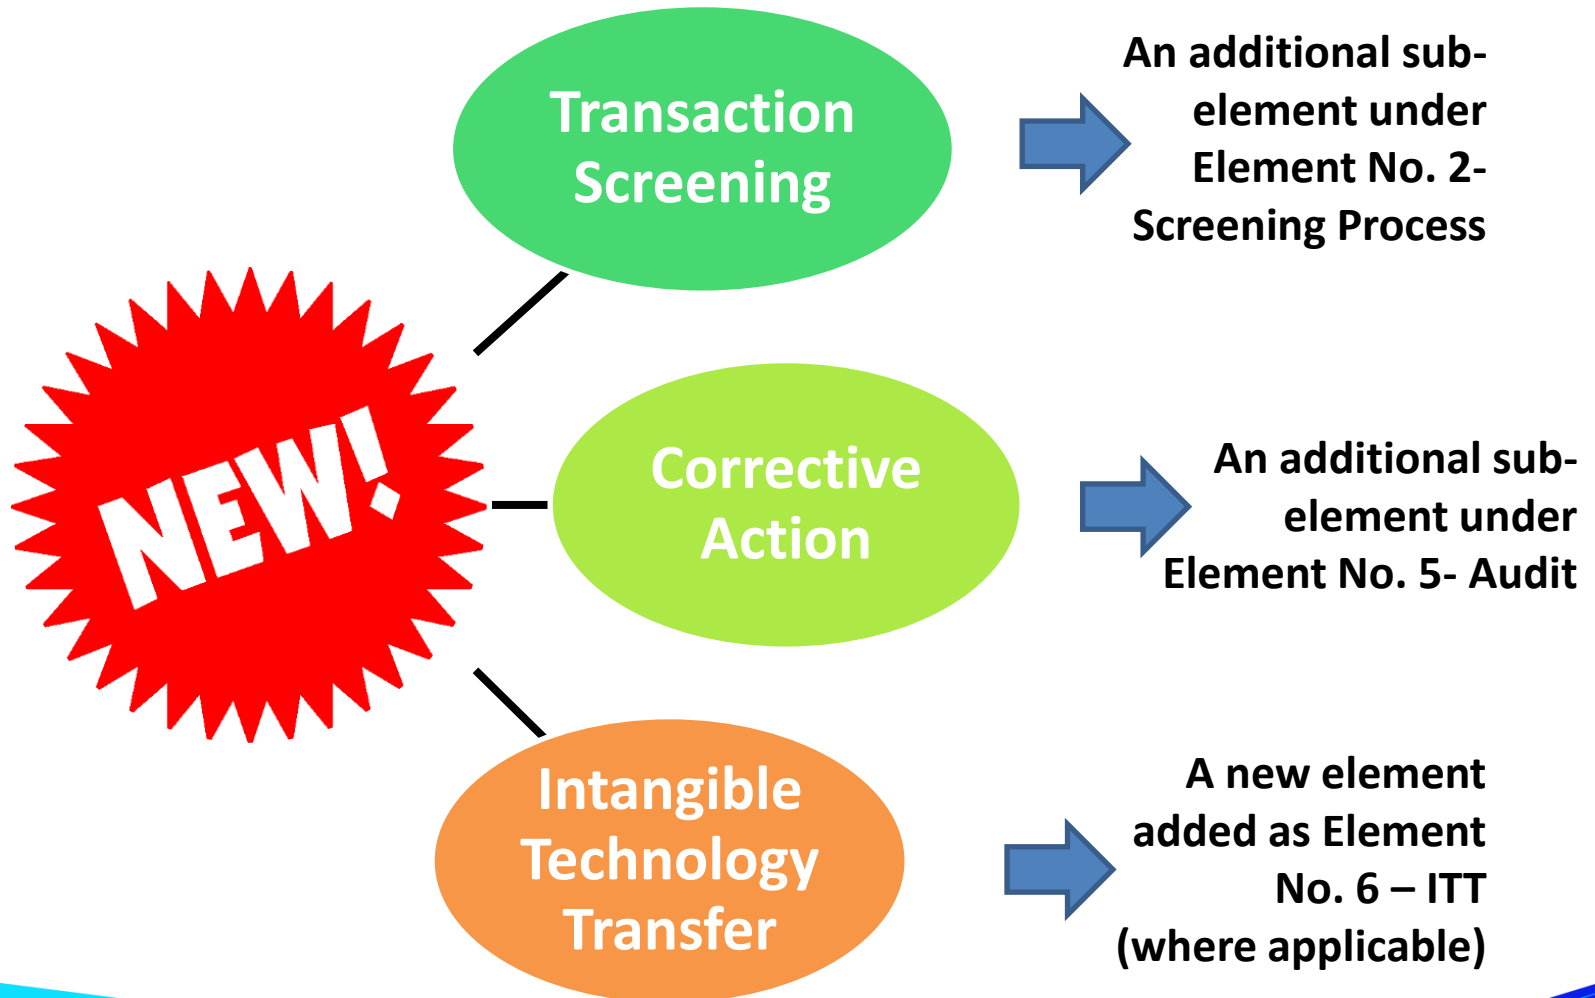 NEW!
Transaction
Screening
An additional sub-
element under
Element No. 2-
Screening Process
Corrective
Action
An additional sub-
element under
Element No. 5- Audit
Intangible
Technology
Transfer
A new element
added as Element
No. 6 – ITT
(where applicable)